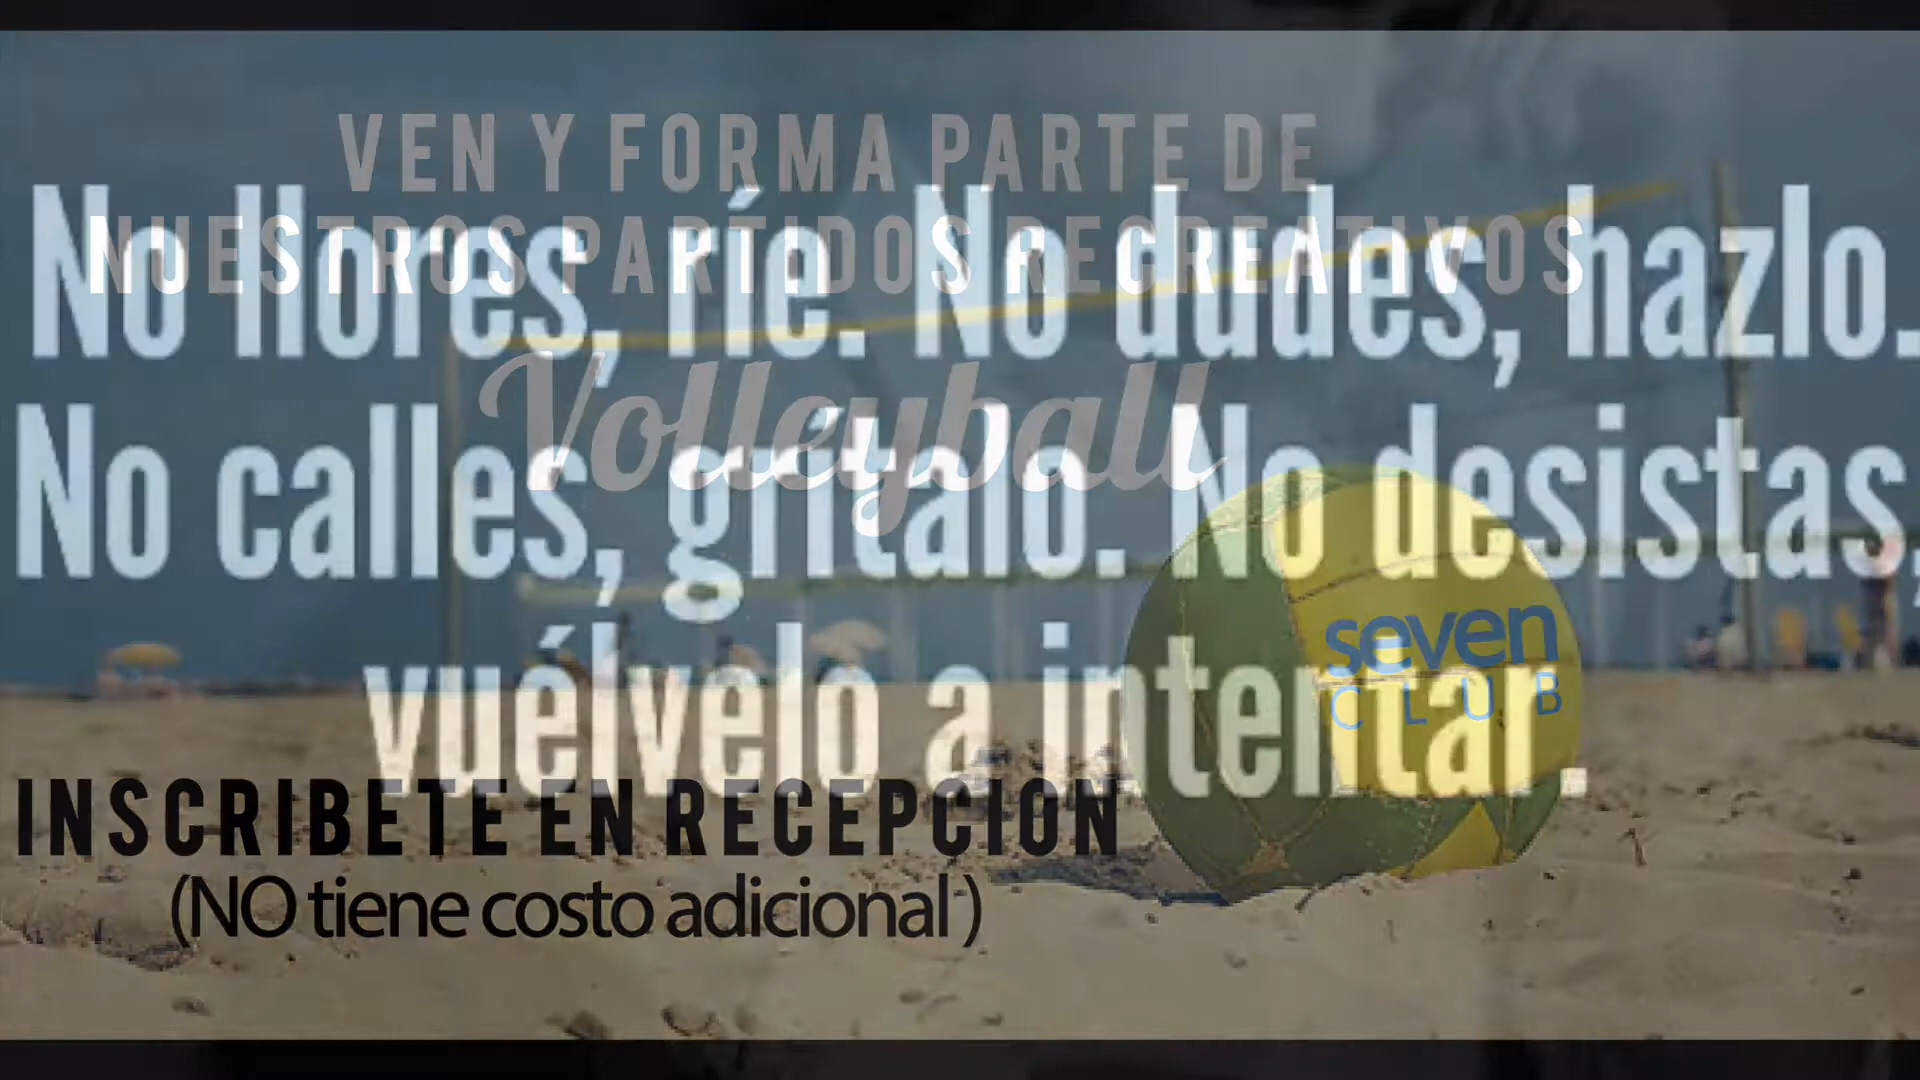 VEN Y FORMA PARTE DE
NUESTROS PARTIDOS RECREATIVOS
Volleyball
No llores, ríe. No dudes, hazlo.
No calles, grítalo. No desistas,
vuélvelo a intentar.
seven
CLUB
INSCRIBETE EN RECEPCION
(NO tiene costo adicional)